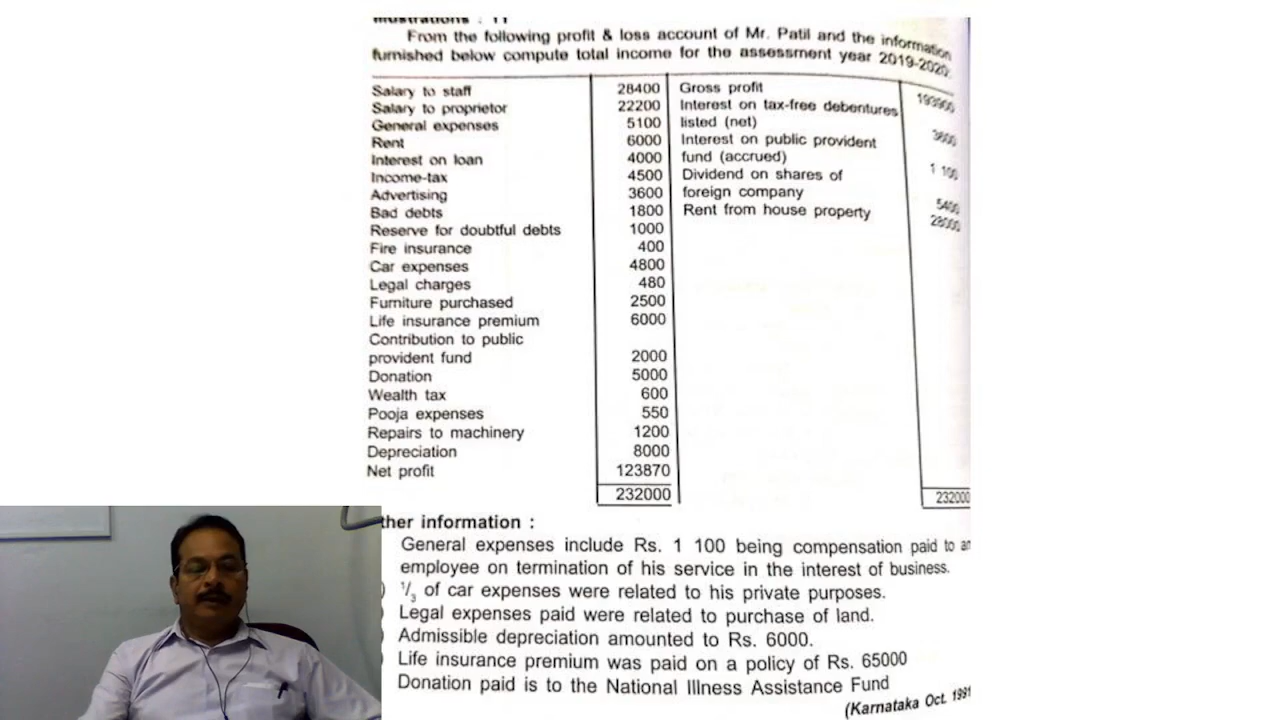 Illustrations : 11
From the following profit & loss account of Mr. Patil and the information
furnished below compute total income for the assessment year 2019-2020.
Salary to staff 28400 Gross profit 193900
Salary to proprietor 22200 Interest on tax-free debentures
General expenses 5100 listed (net) 3600
Rent 6000 Interest on public provident
Interest on loan 4000 fund (accrued) 1 100
Income-tax 4500 Dividend on shares of
Advertising 3600 foreign company 5400
Bad debts 1800 Rent from house property 28000
Reserve for doubtful debts 1000
Fire insurance 400
Car expenses 4800
Legal charges 480
Furniture purchased 2500
Life insurance premium 6000
Contribution to public
provident fund 2000
Donation 5000
Wealth tax 600
Pooja expenses 550
Repairs to machinery 1200
Depreciation 8000
Net profit 123870
232000 232000
ther information :
General expenses include Rs. 1 100 being compensation paid to an
employee on termination of his service in the interest of business.
) 1/3 of car expenses were related to his private purposes.
) Legal expenses paid were related to purchase of land.
) Admissible depreciation amounted to Rs. 6000.
) Life insurance premium was paid on a policy of Rs. 65000
Donation paid is to the National Illness Assistance Fund
(Karnataka Oct. 1991